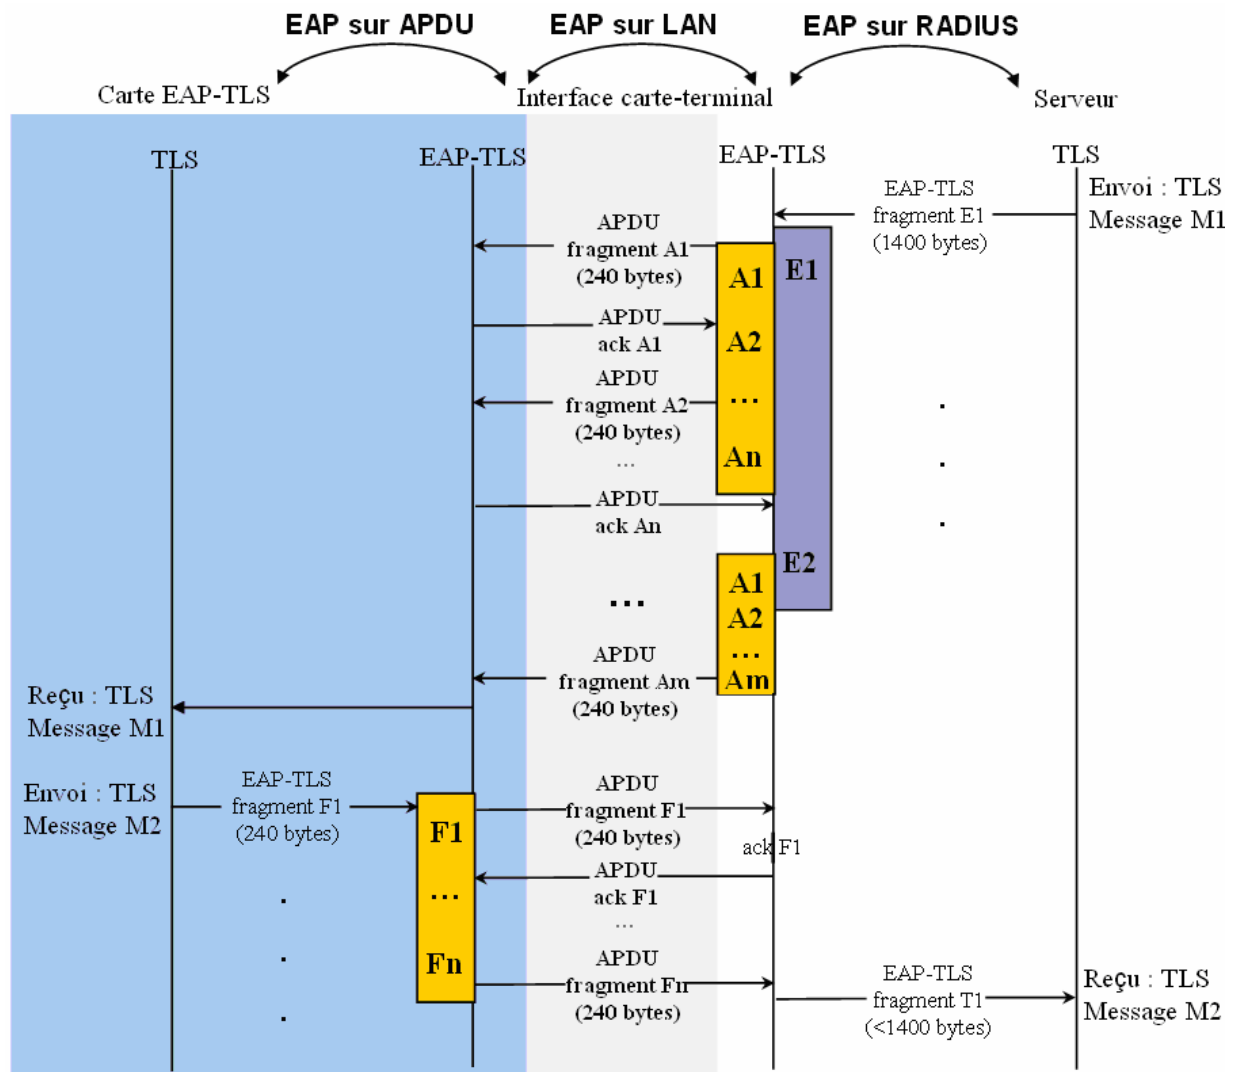 EAP sur APDU
EAP sur LAN
EAP sur RADIUS
Carte EAP-TLS
Interface carte-terminal
Serveur
TLS
EAP-TLS
EAP-TLS
TLS
Envoi : TLS
Message M1
EAP-TLS
fragment E1
(1400 bytes)
APDU
fragment A1
(240 bytes)
A1
E1
APDU
ack A1
A2
APDU
fragment A2
(240 bytes)
...
...
An
APDU
ack An
E2
A1
A2
...
Am
...
APDU
fragment Am
(240 bytes)
Reçu : TLS
Message M1
Envoi : TLS
Message M2
EAP-TLS
fragment F1
(240 bytes)
F1
...
Fn
APDU
fragment F1
(240 bytes)
ack F1
APDU
ack F1
...
APDU
fragment Fn
(240 bytes)
EAP-TLS
fragment T1
(<1400 bytes)
Reçu : TLS
Message M2